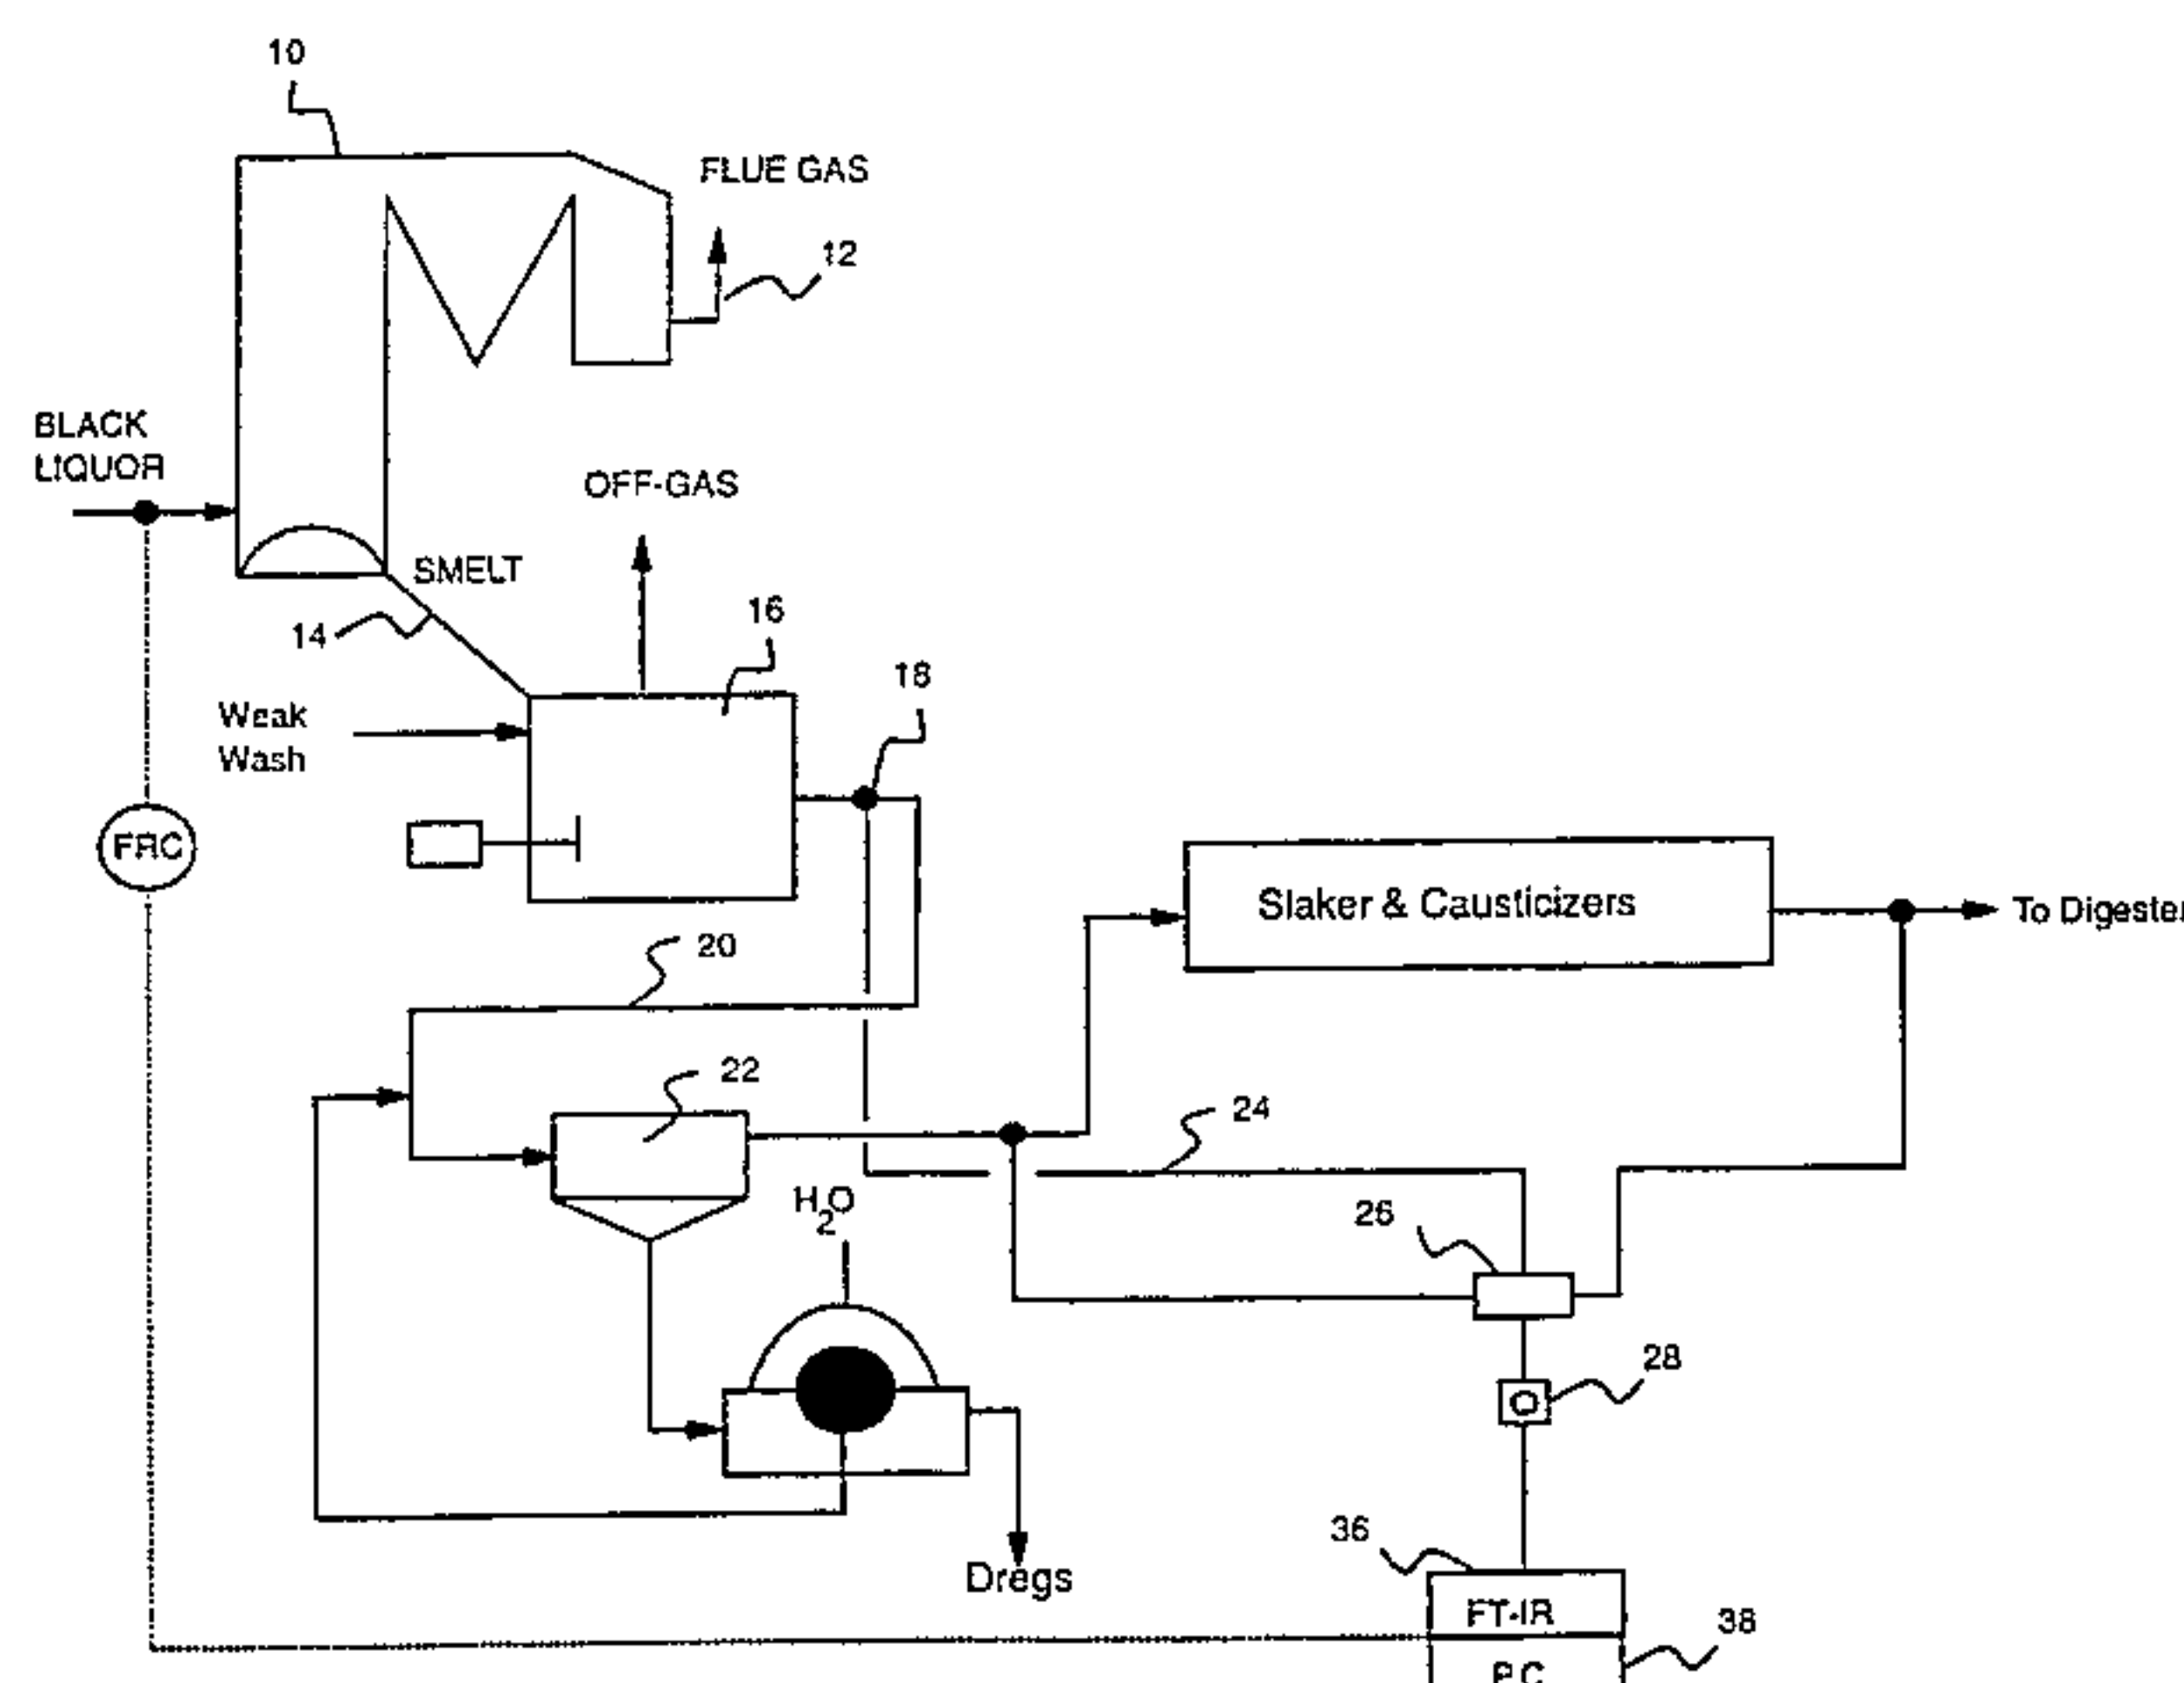 10
FLUE GAS
12
BLACK
LIQUOR
OFF-GAS
SMELT
16
14
18
Weak
Wash
FRC
Slaker & Causticizers
To Digester
20
22
24
H2O
26
28
36
Dregs
FT-IR
38
P.C